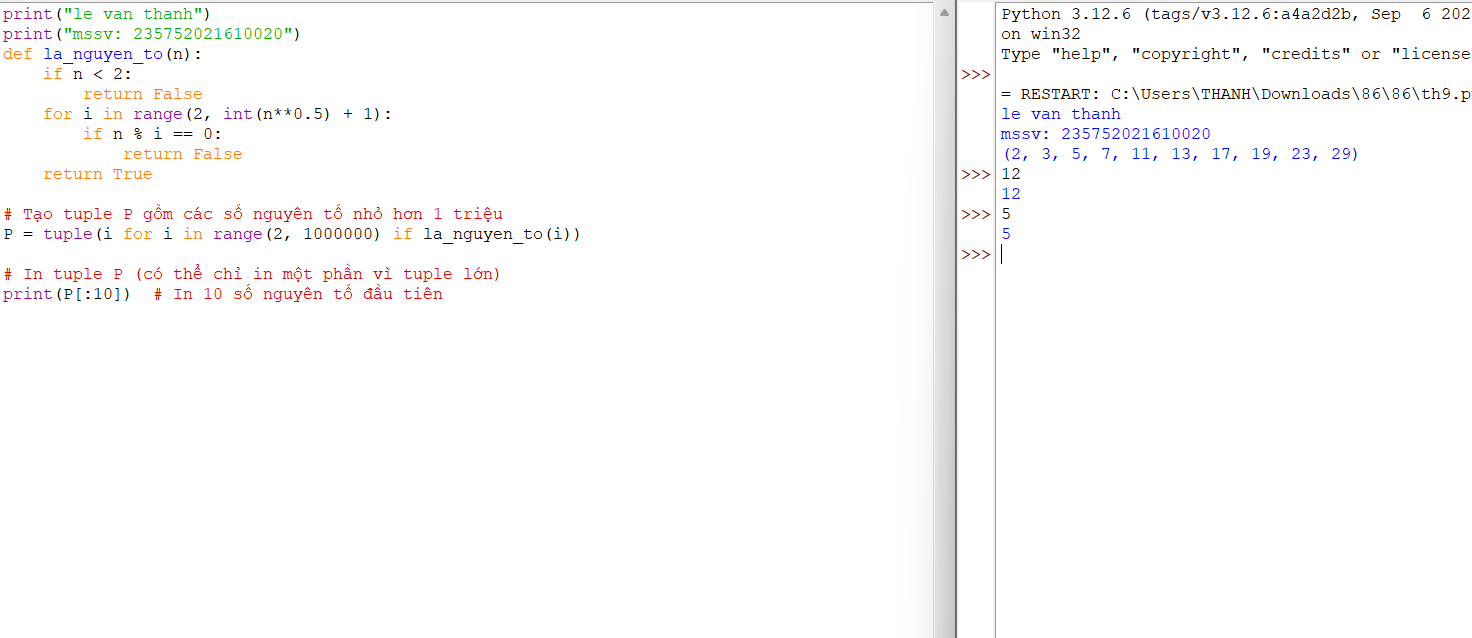 print("le van thanh")
print("mssv: 235752021610020")
def la_nguyen_to(n):
    if n < 2:
        return False
    for i in range(2, int(n**0.5) + 1):
        if n % i == 0:
            return False
    return True

# Tạo tuple P gồm các số nguyên tố nhỏ hơn 1 triệu
P = tuple(i for i in range(2, 1000000) if la_nguyen_to(i))

# In tuple P (có thể chỉ in một phần vì tuple lớn)
print(P[:10])  # In 10 số nguyên tố đầu tiên
Python 3.12.6 (tags/v3.12.6:a4a2d2b, Sep  6 202
on win32
Type "help", "copyright", "credits" or "license
>>>
= RESTART: C:\Users\THANH\Downloads\86\86\th9.p
le van thanh
mssv: 235752021610020
(2, 3, 5, 7, 11, 13, 17, 19, 23, 29)
>>> 12
12
>>> 5
5
>>>